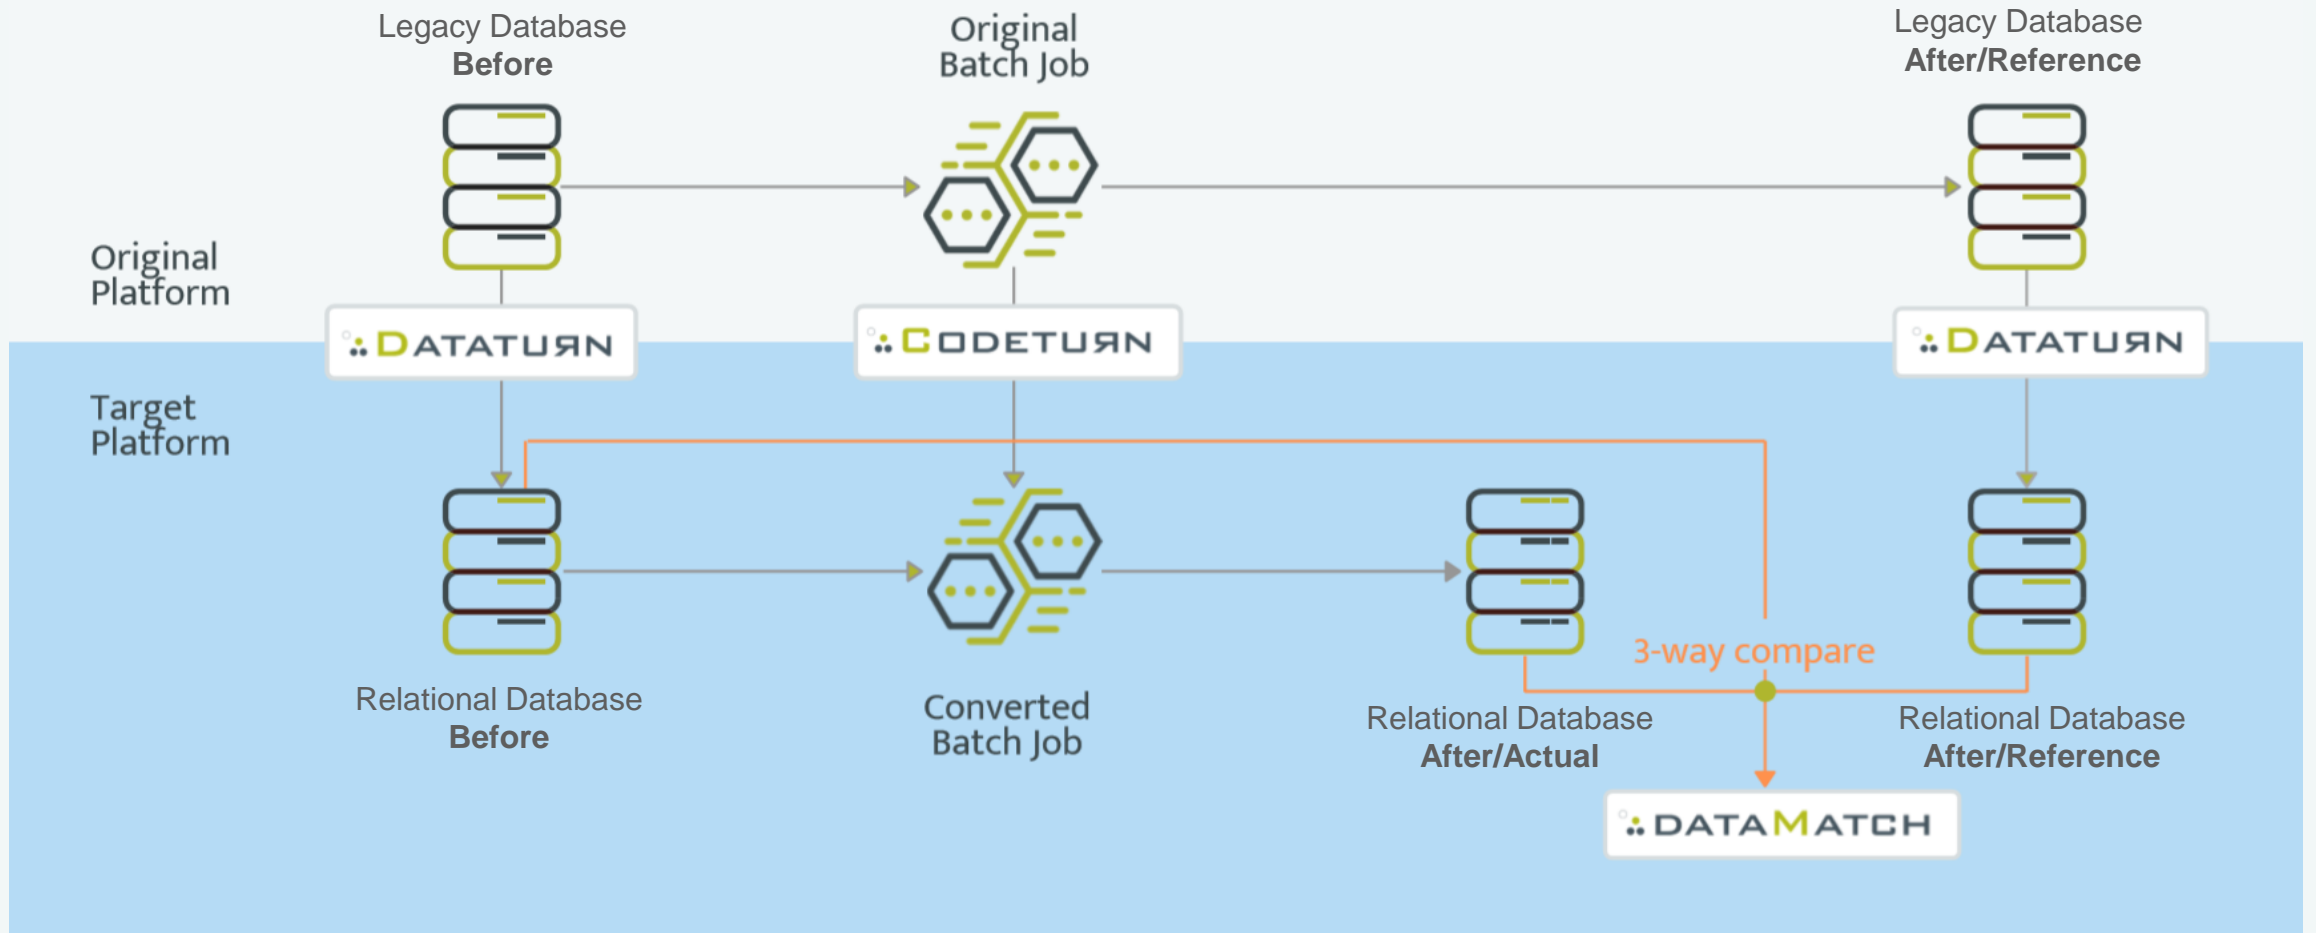 Legacy Database
Before
Original
Batch Job
Legacy Database
After/Reference
Original
Platform
DATATURN
CODETURN
DATATURN
Target
Platform
3-way compare
Relational Database
Before
Converted
Batch Job
Relational Database
After/Actual
Relational Database
After/Reference
DATAMATCH